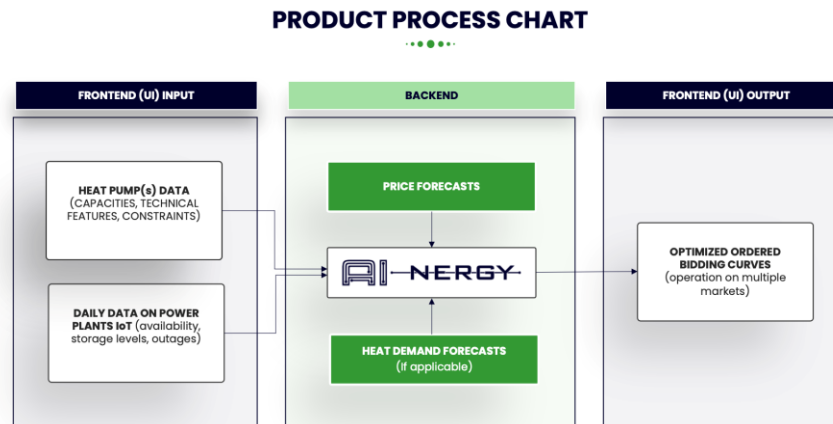 PRODUCT PROCESS CHART
FRONTEND (UI) INPUT
HEAT PUMP(s) DATA
(CAPACITIES, TECHNICAL
FEATURES, CONSTRAINTS)
DAILY DATA ON POWER
PLANTS IoT (availability,
storage levels, outages)
BACKEND
PRICE FORECASTS
AI NERGY
HEAT DEMAND FORECASTS
(If applicable)
FRONTEND (UI) OUTPUT
OPTIMIZED ORDERED
BIDDING CURVES
(operation on multiple
markets)